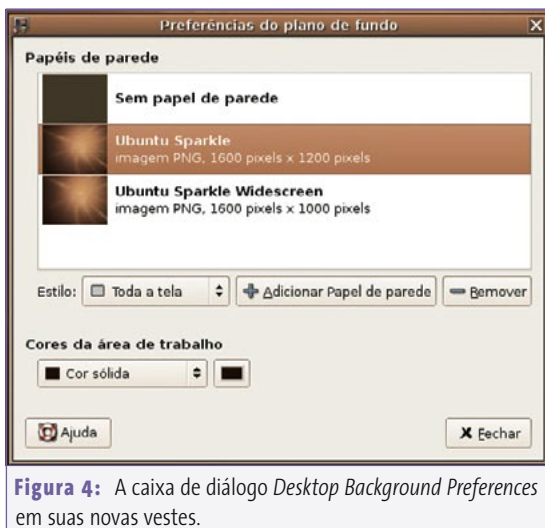 Preferências do plano de fundo
Papéis de parede
Sem papel de parede
Ubuntu Sparkle
imagem PNG, 1600 pixels x 1200 pixels
Ubuntu Sparkle Widescreen
imagem PNG, 1600 pixels x 1000 pixels
Estilo: Toda a tela Adicionar Papel de parede Remover
Cores da área de trabalho
Cor sólida
Ajuda Fechar
Figura 4: A caixa de diálogo Desktop Background Preferences
em suas novas vestes.